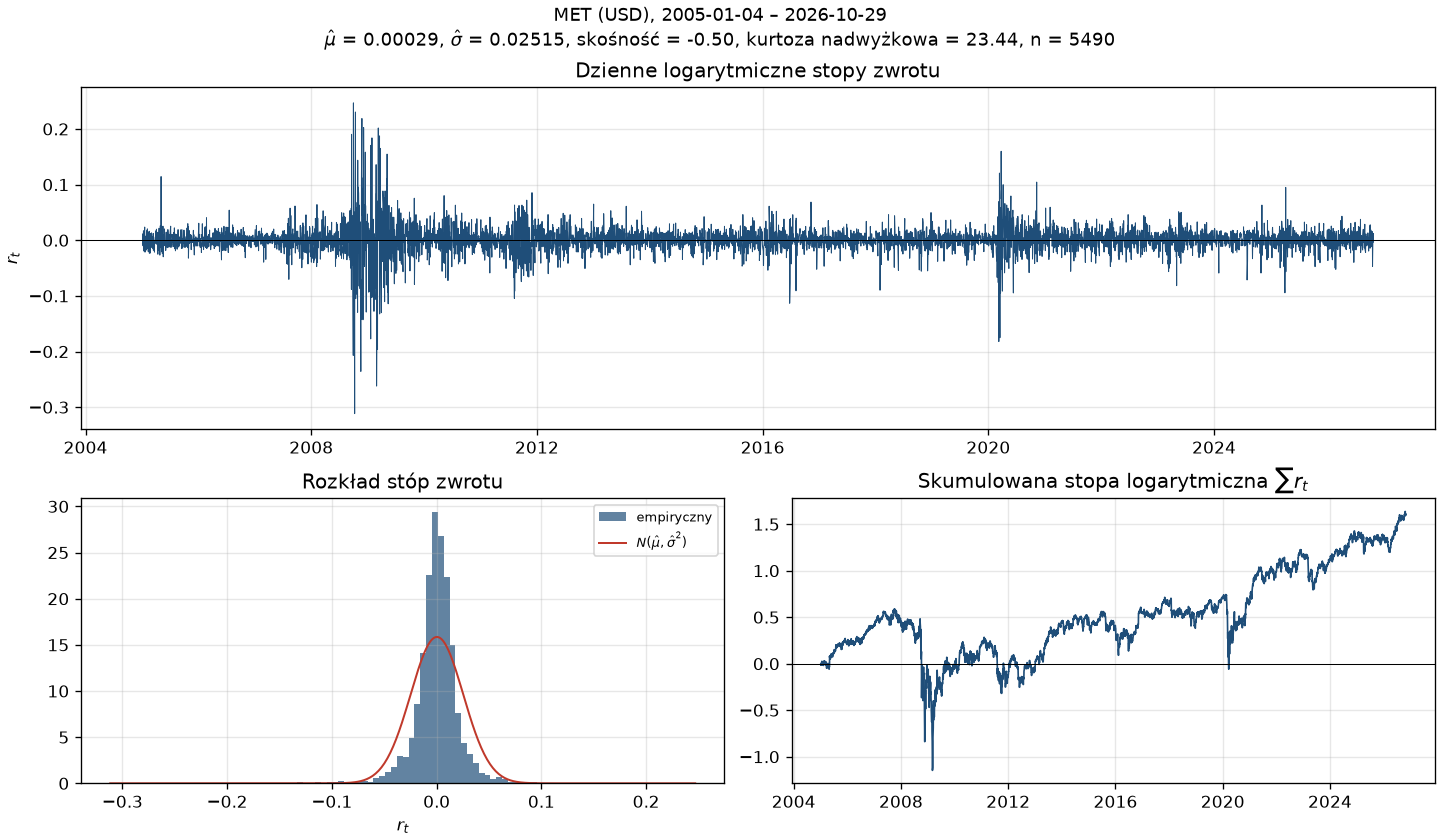 MET (USD), 2005-01-04 – 2026-10-29
μ̂ = 0.00029, σ̂ = 0.02515, skośność = -0.50, kurtoza nadwyżkowa = 23.44, n = 5490
Dzienne logarytmiczne stopy zwrotu
0.2
0.1
0.0
−0.1
−0.2
−0.3
r_t
2004 2008 2012 2016 2020 2024
Rozkład stóp zwrotu
30
25
20
15
10
5
0
empiryczny
N(μ̂, σ̂²)
−0.3 −0.2 −0.1 0.0 0.1 0.2
r_t
Skumulowana stopa logarytmiczna ∑r_t
1.5
1.0
0.5
0.0
−0.5
−1.0
2004 2008 2012 2016 2020 2024